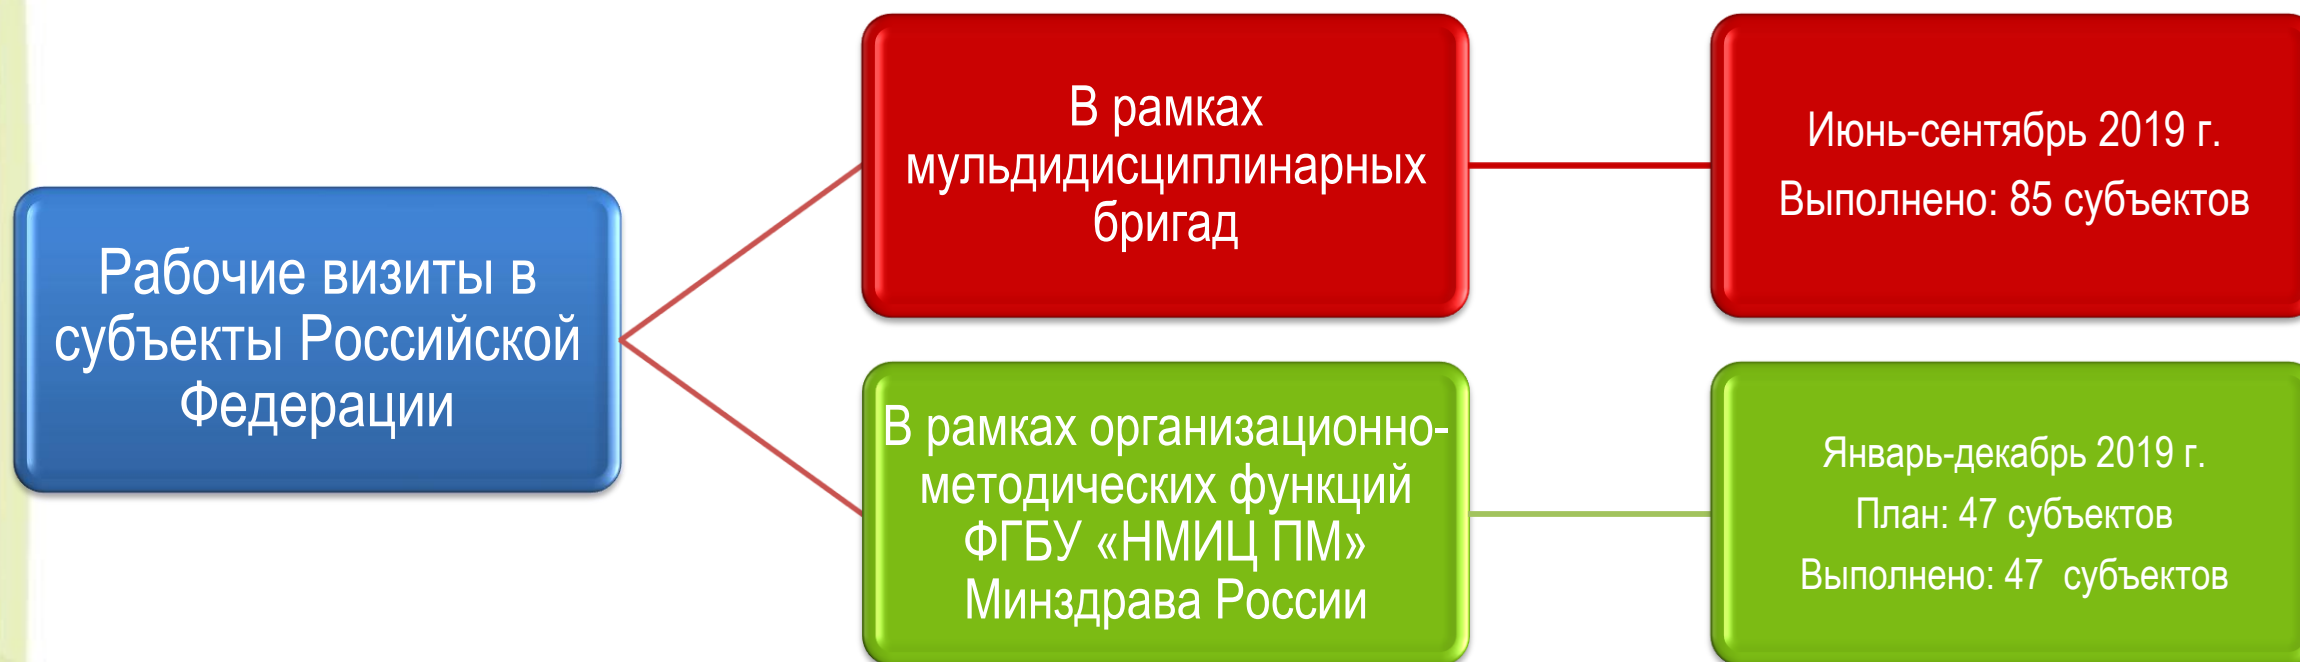 Рабочие визиты в
субъекты Российской
Федерации
В рамках
мульдидисциплинарных
бригад
Июнь-сентябрь 2019 г.
Выполнено: 85 субъектов
В рамках организационно-
методических функций
ФГБУ «НМИЦ ПМ»
Минздрава России
Январь-декабрь 2019 г.
План: 47 субъектов
Выполнено: 47 субъектов